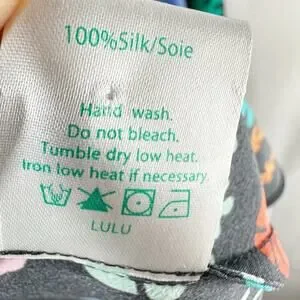 100%Silk/Soie
Hand wash.
Do not bleach.
Tumble dry low heat.
Iron low heat if necessary.
LULU